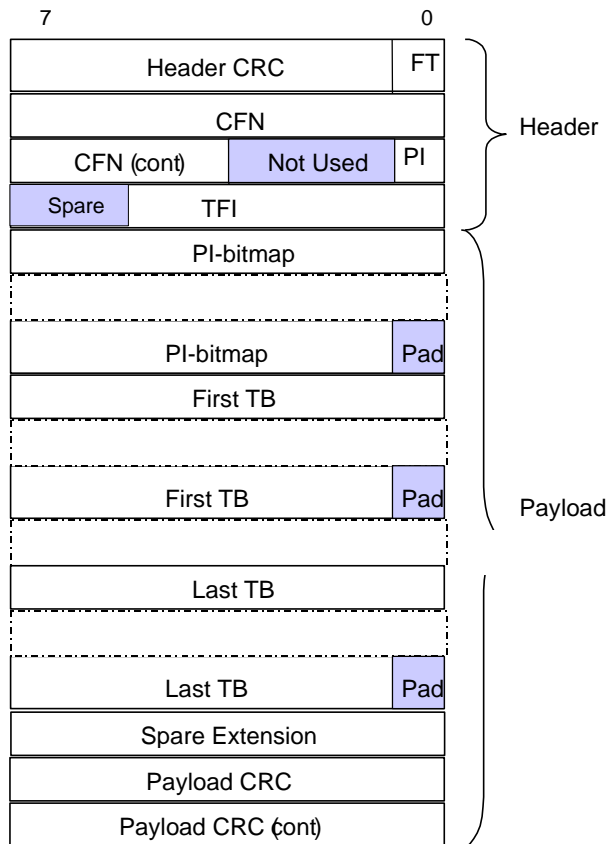 7 0
Header CRC FT
CFN
Header
CFN (cont) Not Used PI
Spare TFI
PI-bitmap
PI-bitmap Pad
First TB
First TB Pad
Payload
Last TB
Last TB Pad
Spare Extension
Payload CRC
Payload CRC (cont)